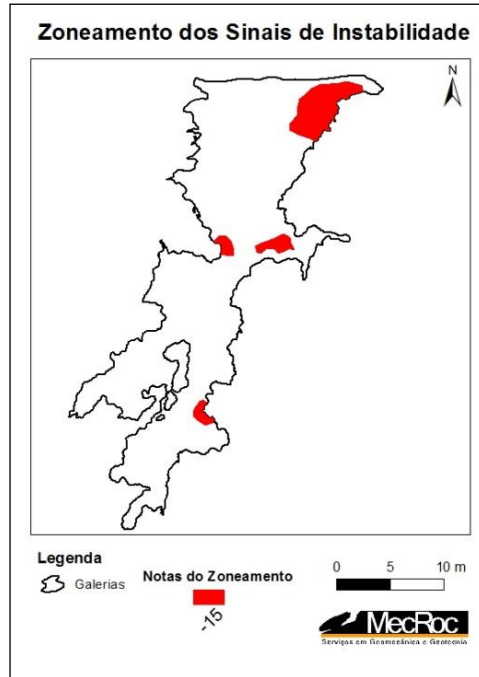 Zoneamento dos Sinais de Instabilidade
N
Legenda
Galerias
Notas do Zoneamento
-15
0 5 10 m
MecRoc
Serviços em Geomecânica e Geotecnia